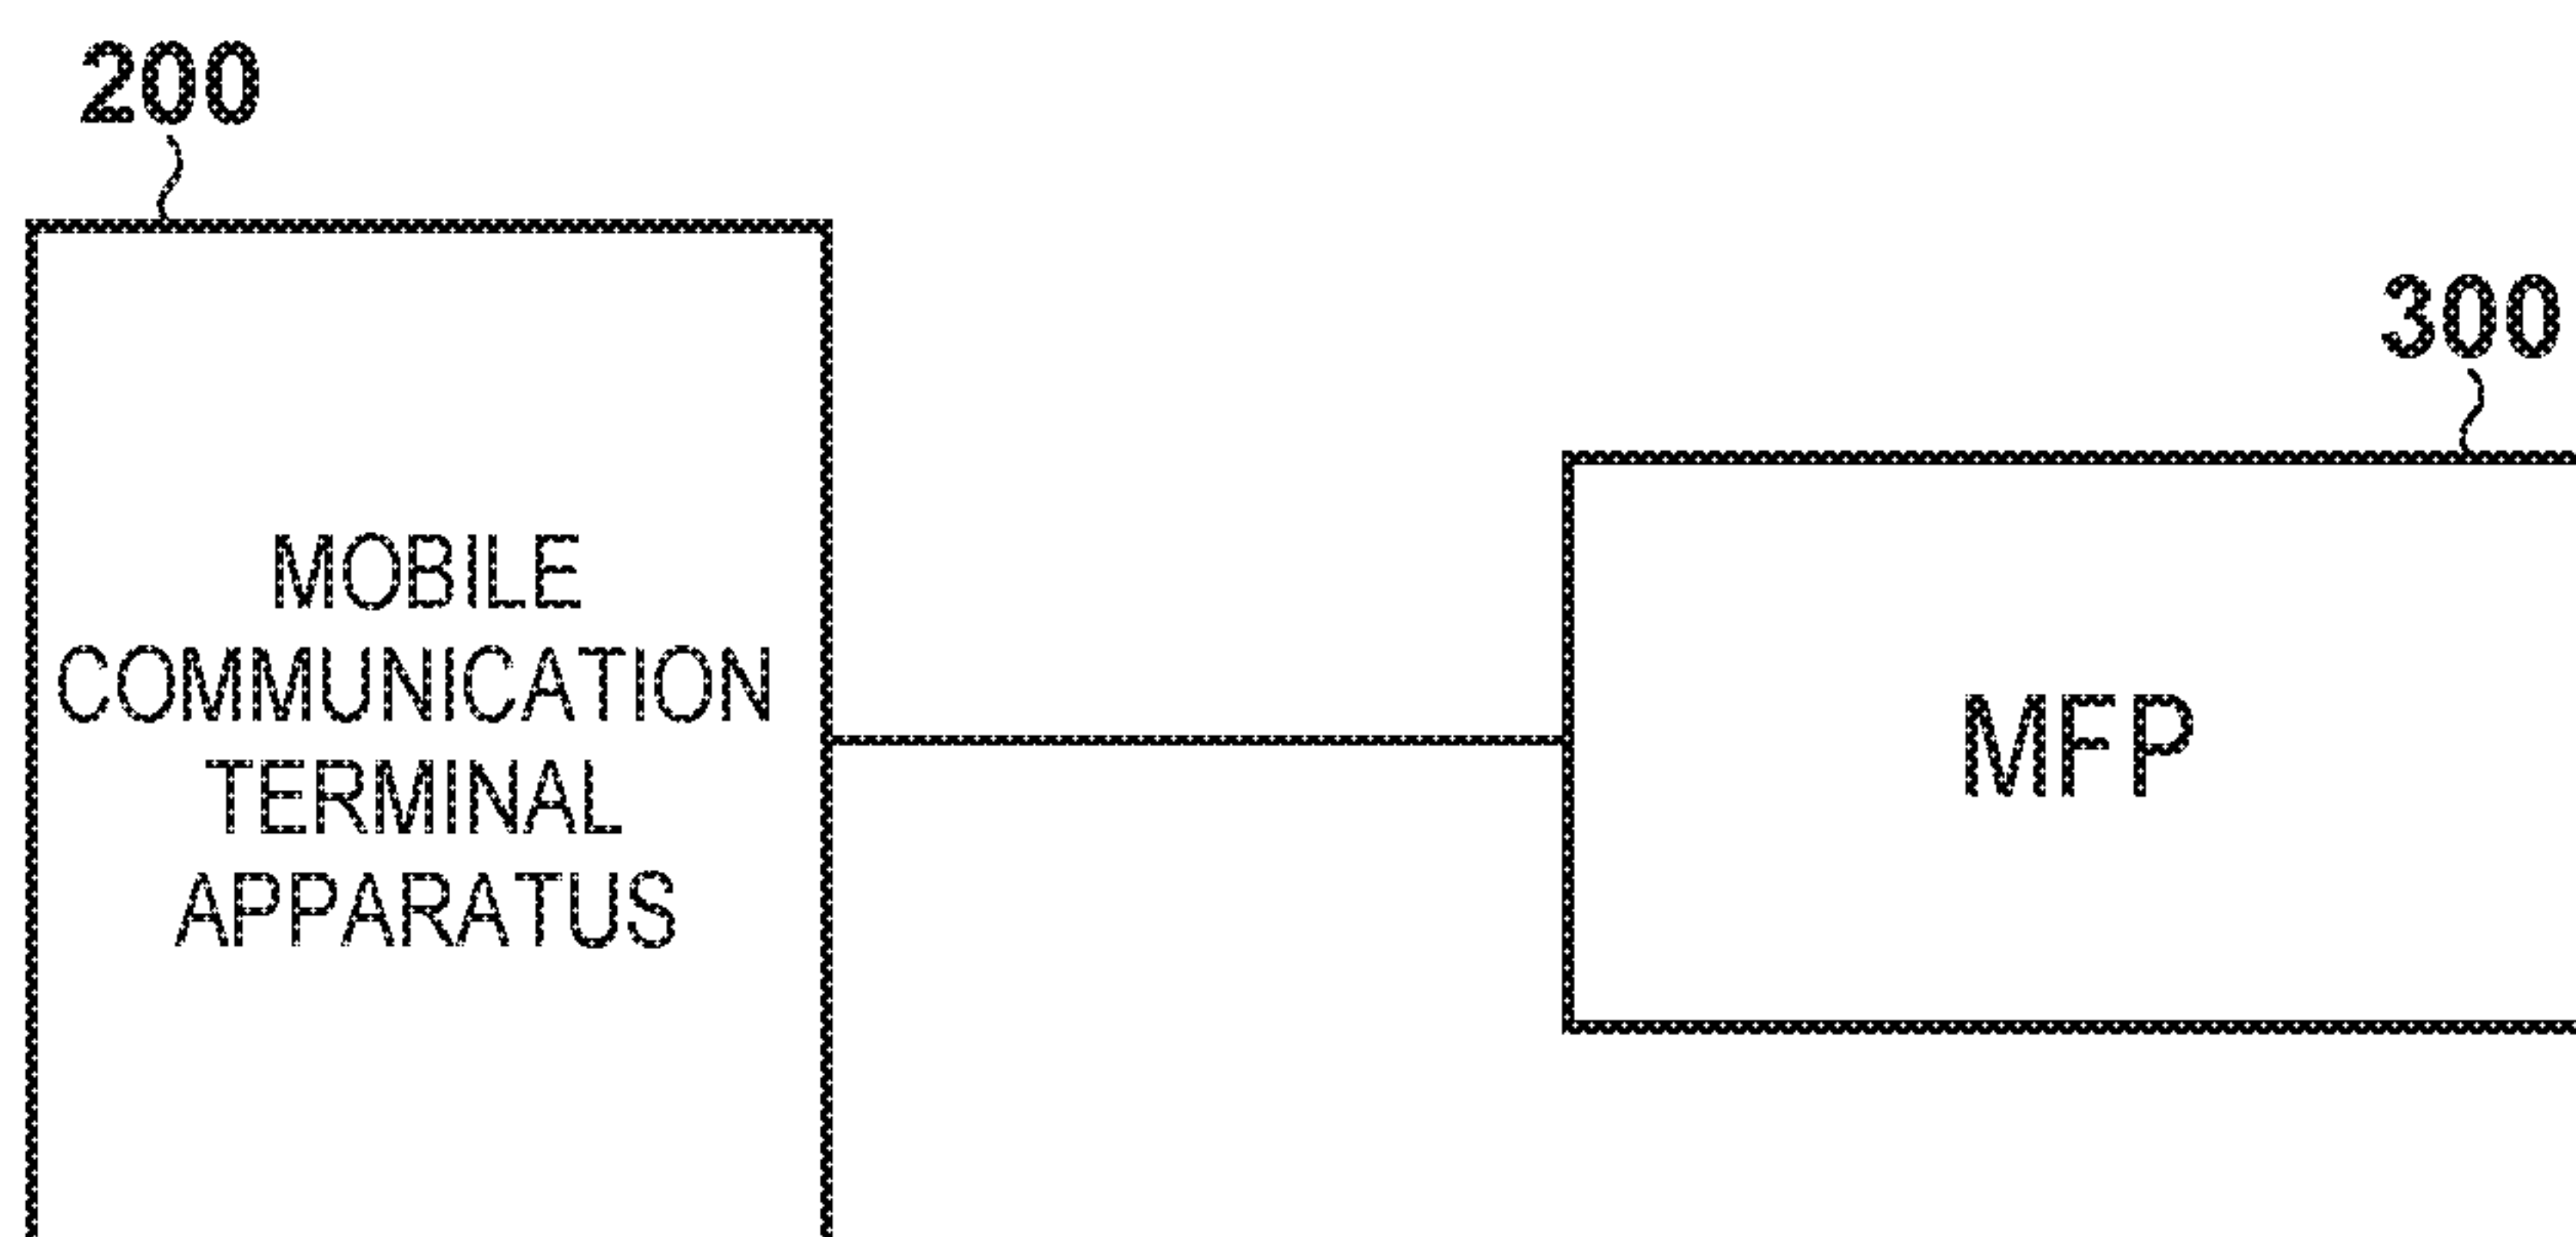 200
300
MOBILE
COMMUNICATION
TERMINAL
APPARATUS
MFP